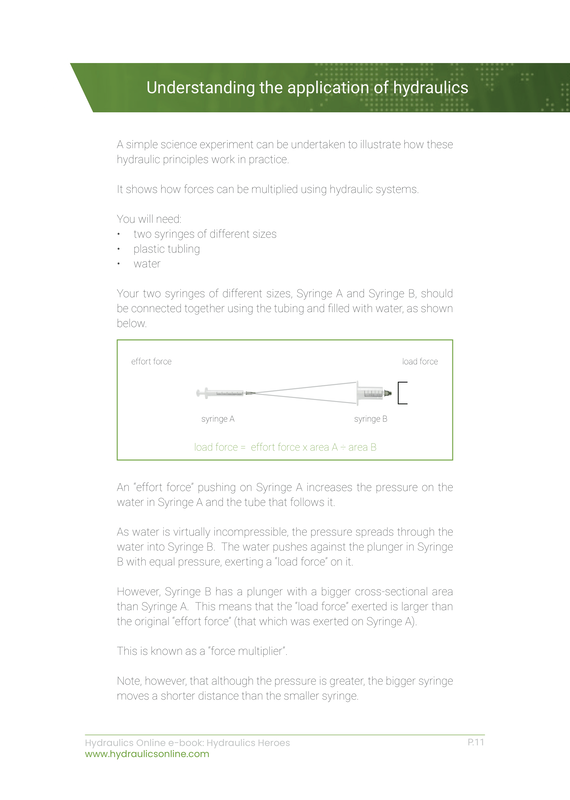 Understanding the application of hydraulics
A simple science experiment can be undertaken to illustrate how these
hydraulic principles work in practice.
It shows how forces can be multiplied using hydraulic systems.
You will need:
• two syringes of different sizes
• plastic tubling
• water
Your two syringes of different sizes, Syringe A and Syringe B, should
be connected together using the tubing and filled with water, as shown
below.
effort force
load force
syringe A
syringe B
load force = effort force x area A ÷ area B
An "effort force" pushing on Syringe A increases the pressure on the
water in Syringe A and the tube that follows it.
As water is virtually incompressible, the pressure spreads through the
water into Syringe B. The water pushes against the plunger in Syringe
B with equal pressure, exerting a "load force" on it.
However, Syringe B has a plunger with a bigger cross-sectional area
than Syringe A. This means that the "load force" exerted is larger than
the original "effort force" (that which was exerted on Syringe A).
This is known as a "force multiplier".
Note, however, that although the pressure is greater, the bigger syringe
moves a shorter distance than the smaller syringe.
Hydraulics Online e-book: Hydraulics Heroes
P.11
www.hydraulicsonline.com